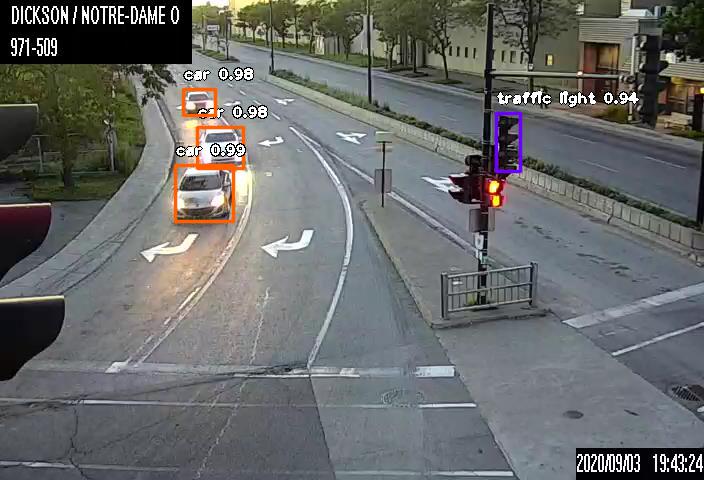 DICKSON / NOTRE-DAME O
971-509
car 0.98
car 0.98
car 0.99
traffic light 0.94
2020/09/03 19:43:24